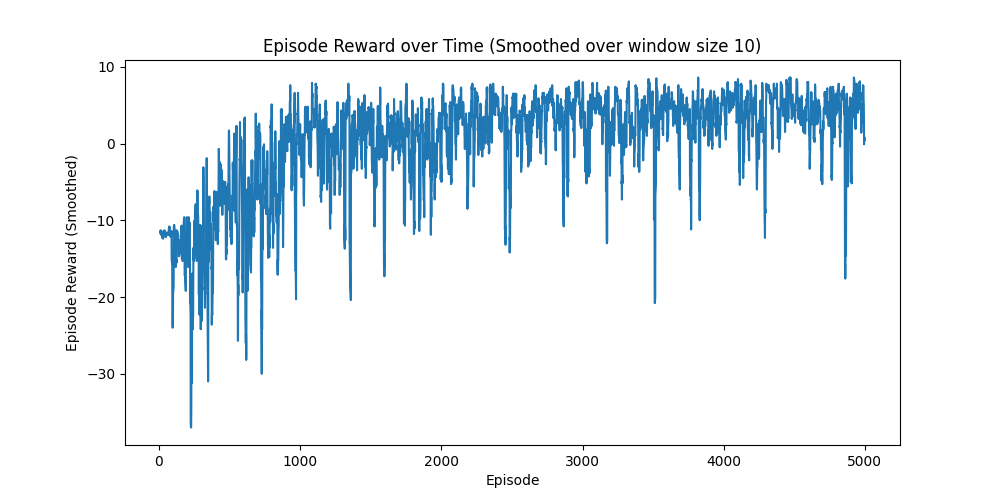 Episode Reward over Time (Smoothed over window size 10)
10
0
−10
−20
−30
Episode Reward (Smoothed)
0 1000 2000 3000 4000 5000
Episode